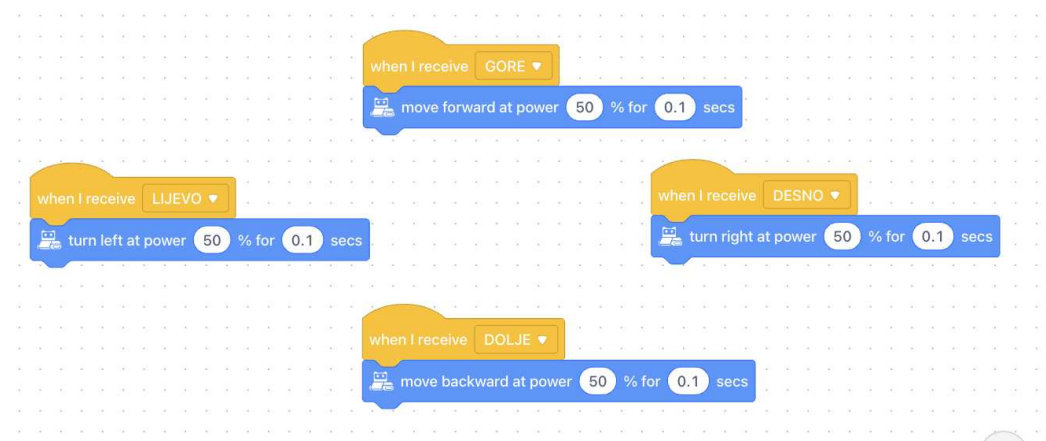 when I receive GORE
move forward at power 50 % for 0.1 secs
when I receive LIJEVO
turn left at power 50 % for 0.1 secs
when I receive DESNO
turn right at power 50 % for 0.1 secs
when I receive DOLJE
move backward at power 50 % for 0.1 secs